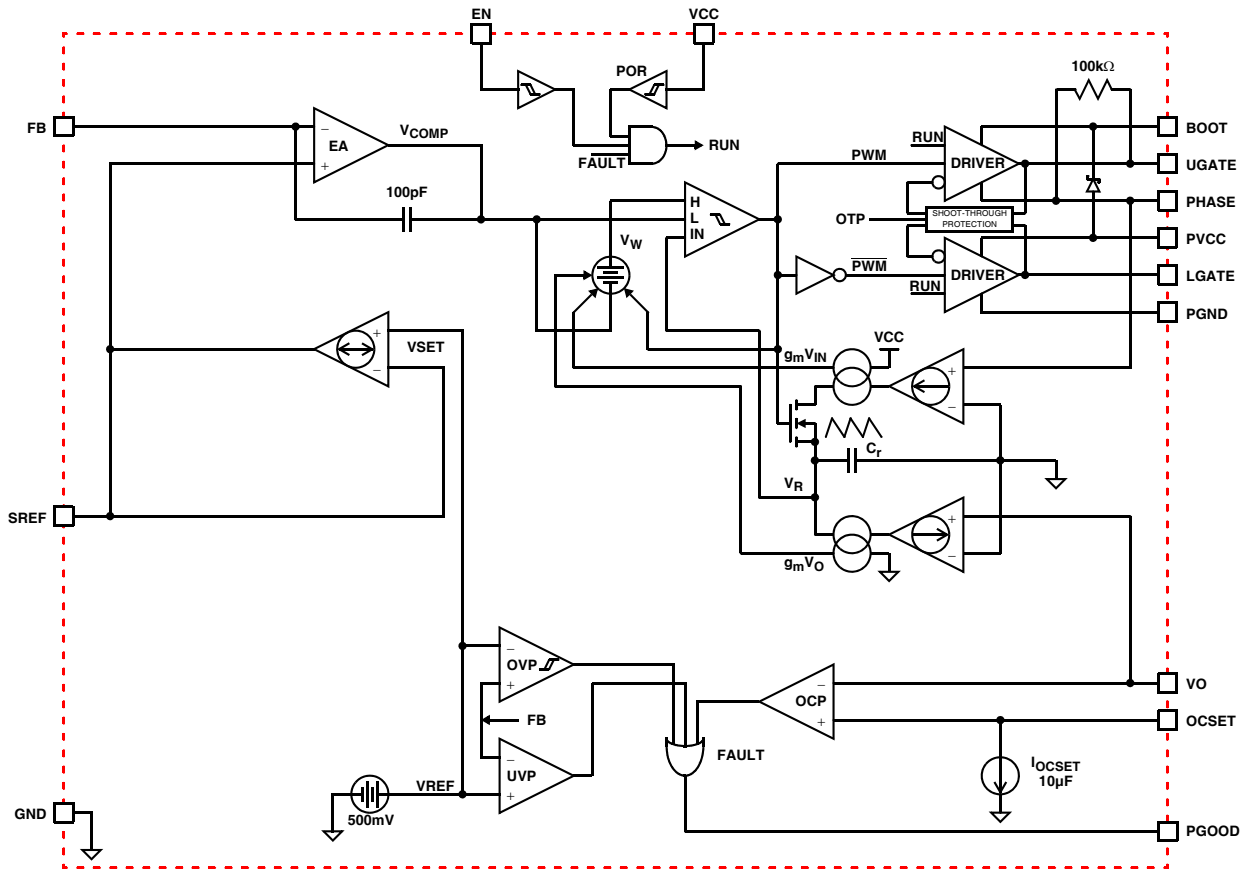 EN
VCC
POR
100kΩ
FB
− 
EA
+
VCOMP
100pF
FAULT
RUN
PWM
RUN
DRIVER
BOOT
UGATE
PHASE
PVCC
LGATE
PGND
OTP
SHOOT-THROUGH
PROTECTION
H
L
IN
VW
PWM
DRIVER
RUN
VSET
+
−
gmVIN
VCC
+
−
Cr
VR
SREF
gmVO
+
−
−
OVP
+
FB
−
UVP
+
−
OCP
+
FAULT
VO
OCSET
IOCSET
10µF
VREF
500mV
GND
PGOOD